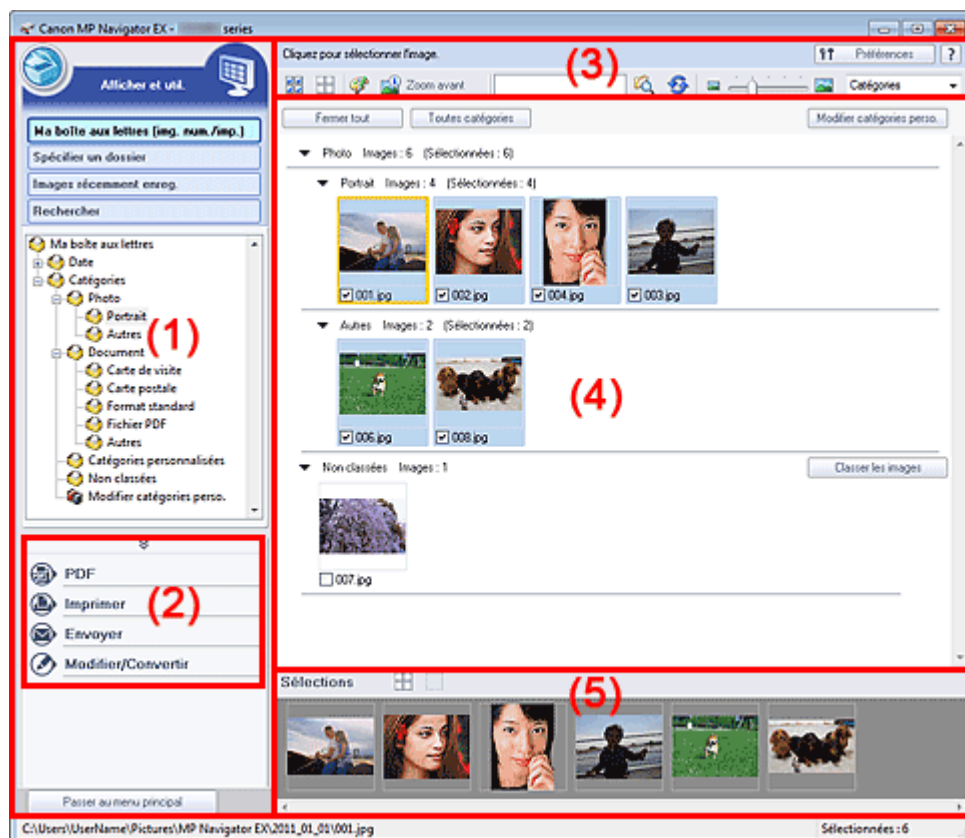 Canon MP Navigator EX - series
Afficher et util.
Ma boîte aux lettres (img. num./imp.)
Spécifier un dossier
Images récemment enreg.
Rechercher
Ma boîte aux lettres
Date
Catégories
Photo
Portrait
Autres
(1)
Document
Carte de visite
Carte postale
Format standard
Fichier PDF
Autres
Catégories personnalisées
Non classées
Modifier catégories perso.
PDF
Imprimer
(2)
Envoyer
Modifier/Convertir
Passer au menu principal
Cliquez pour sélectionner l'image.
(3)
Préférences
?
Zoom avant
Catégories
Fermer tout
Toutes catégories
Modifier catégories perso.
Photo Images : 6 (Sélectionnées : 6)
Portrait Images : 4 (Sélectionnées : 4)
001.jpg
002.jpg
004.jpg
003.jpg
Autres Images : 2 (Sélectionnées : 2)
(4)
006.jpg
008.jpg
Non classées Images : 1
Classer les images
007.jpg
Sélections
(5)
C:\Users\UserName\Pictures\MP Navigator EX\2011_01_01\001.jpg
Sélectionnées : 6